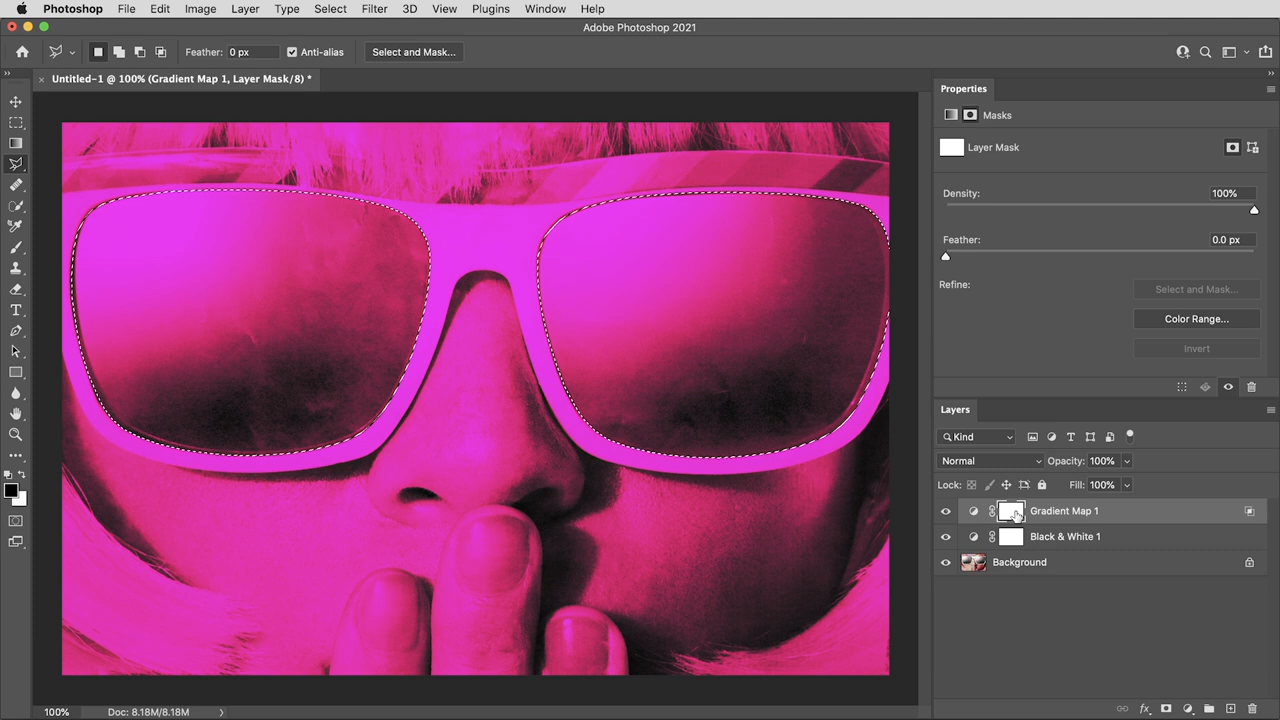 Photoshop File Edit Image Layer Type Select Filter 3D View Plugins Window Help
Adobe Photoshop 2021
Feather: 0 px Anti-alias Select and Mask...
Untitled-1 @ 100% (Gradient Map 1, Layer Mask/8) *
Properties
Masks
Layer Mask
Density: 100%
Feather: 0.0 px
Refine: Select and Mask...
Color Range...
Invert
Layers
Kind
Normal Opacity: 100%
Lock: Fill: 100%
Gradient Map 1
Black & White 1
Background
100% Doc: 8.18M/8.18M